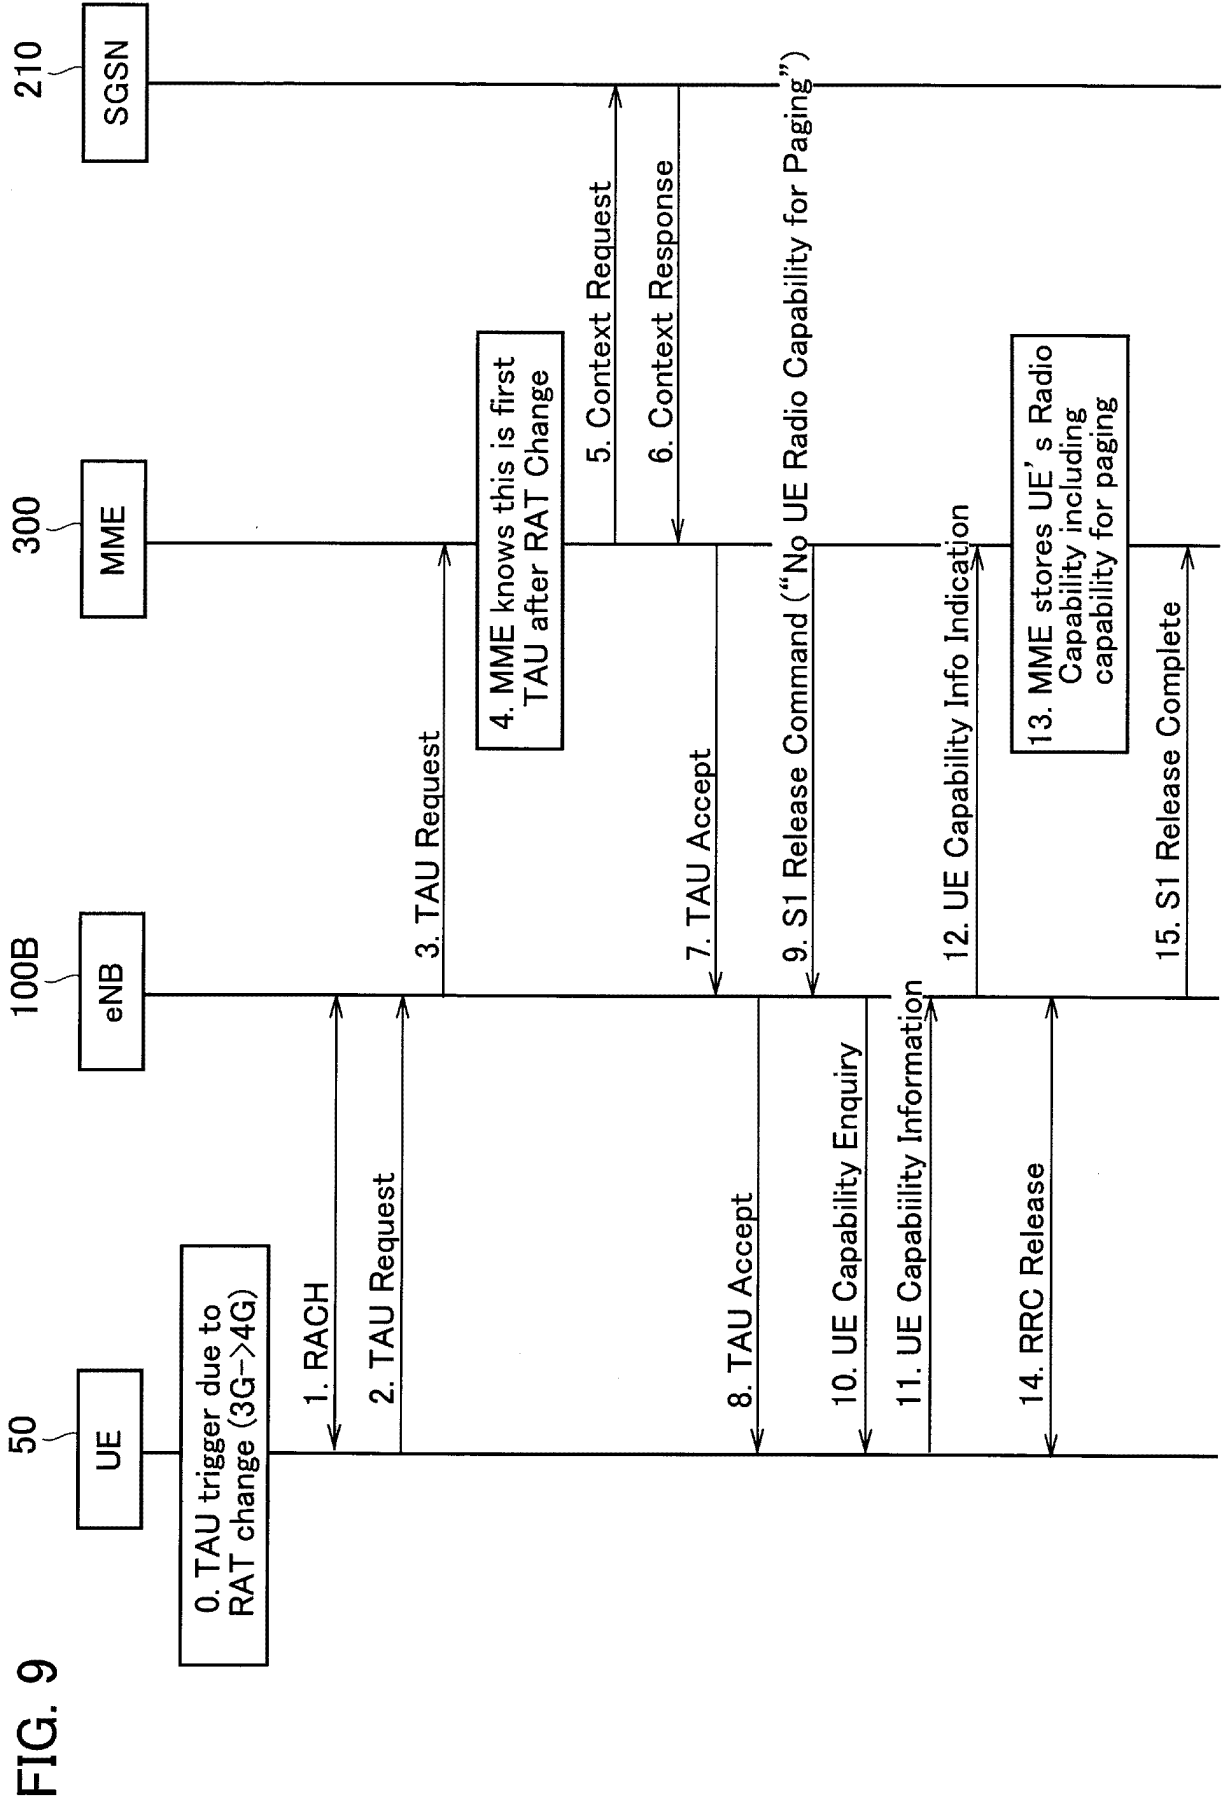 FIG. 9
50
100B
300
210
UE
eNB
MME
SGSN
0. TAU trigger due to
RAT change (3G->4G)
1. RACH
2. TAU Request
3. TAU Request
4. MME knows this is first
TAU after RAT Change
5. Context Request
6. Context Response
7. TAU Accept
8. TAU Accept
9. S1 Release Command (“No UE Radio Capability for Paging”)
10. UE Capability Enquiry
11. UE Capabiility Information
12. UE Capability Info Indication
13. MME stores UE’s Radio
Capability including
capability for paging
14. RRC Release
15. S1 Release Complete